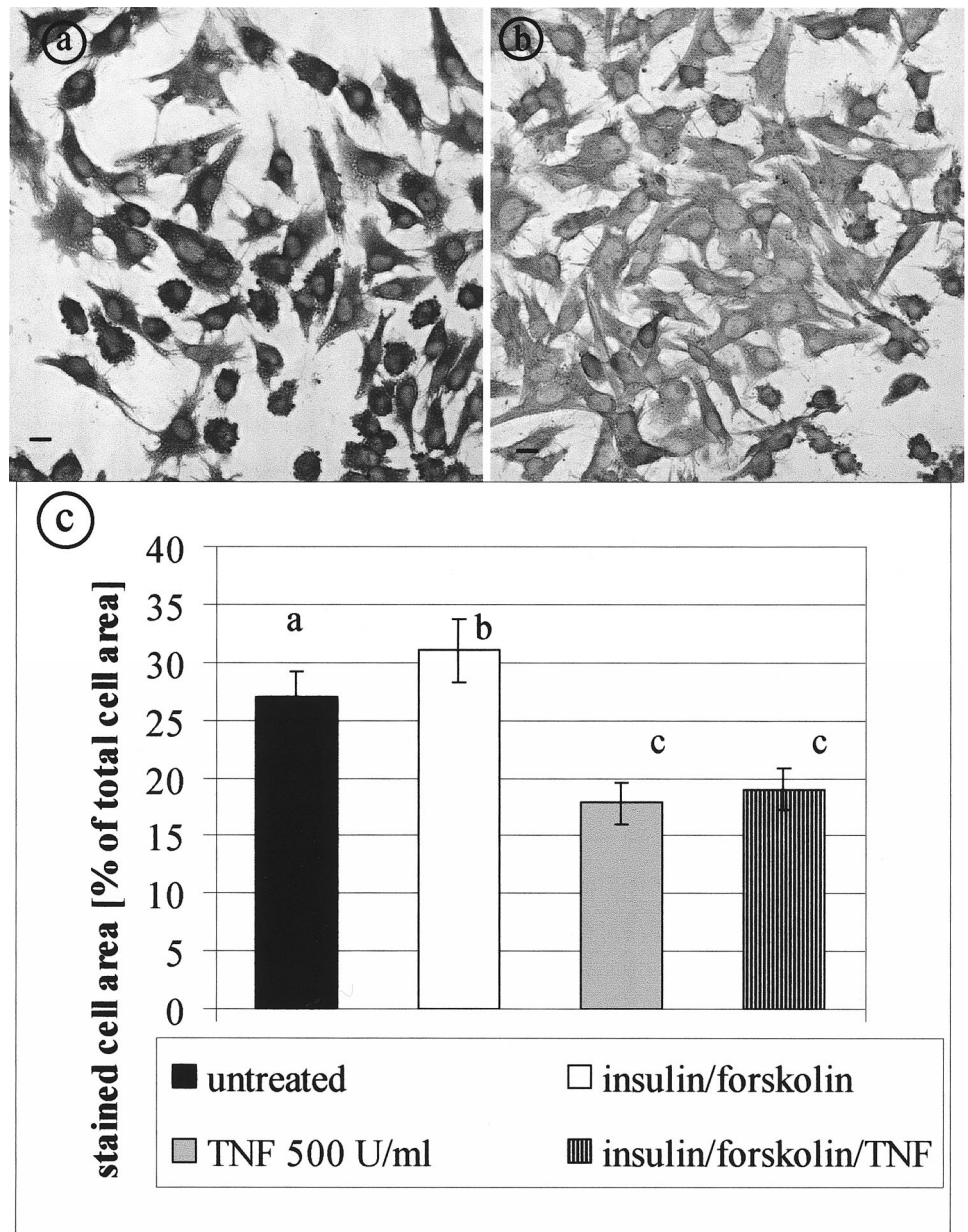 a
b
c
stained cell area [% of total cell area]
40
35
30
25
20
15
10
5
0
a
b
c
c
untreated
insulin/forskolin
TNF 500 U/ml
insulin/forskolin/TNF